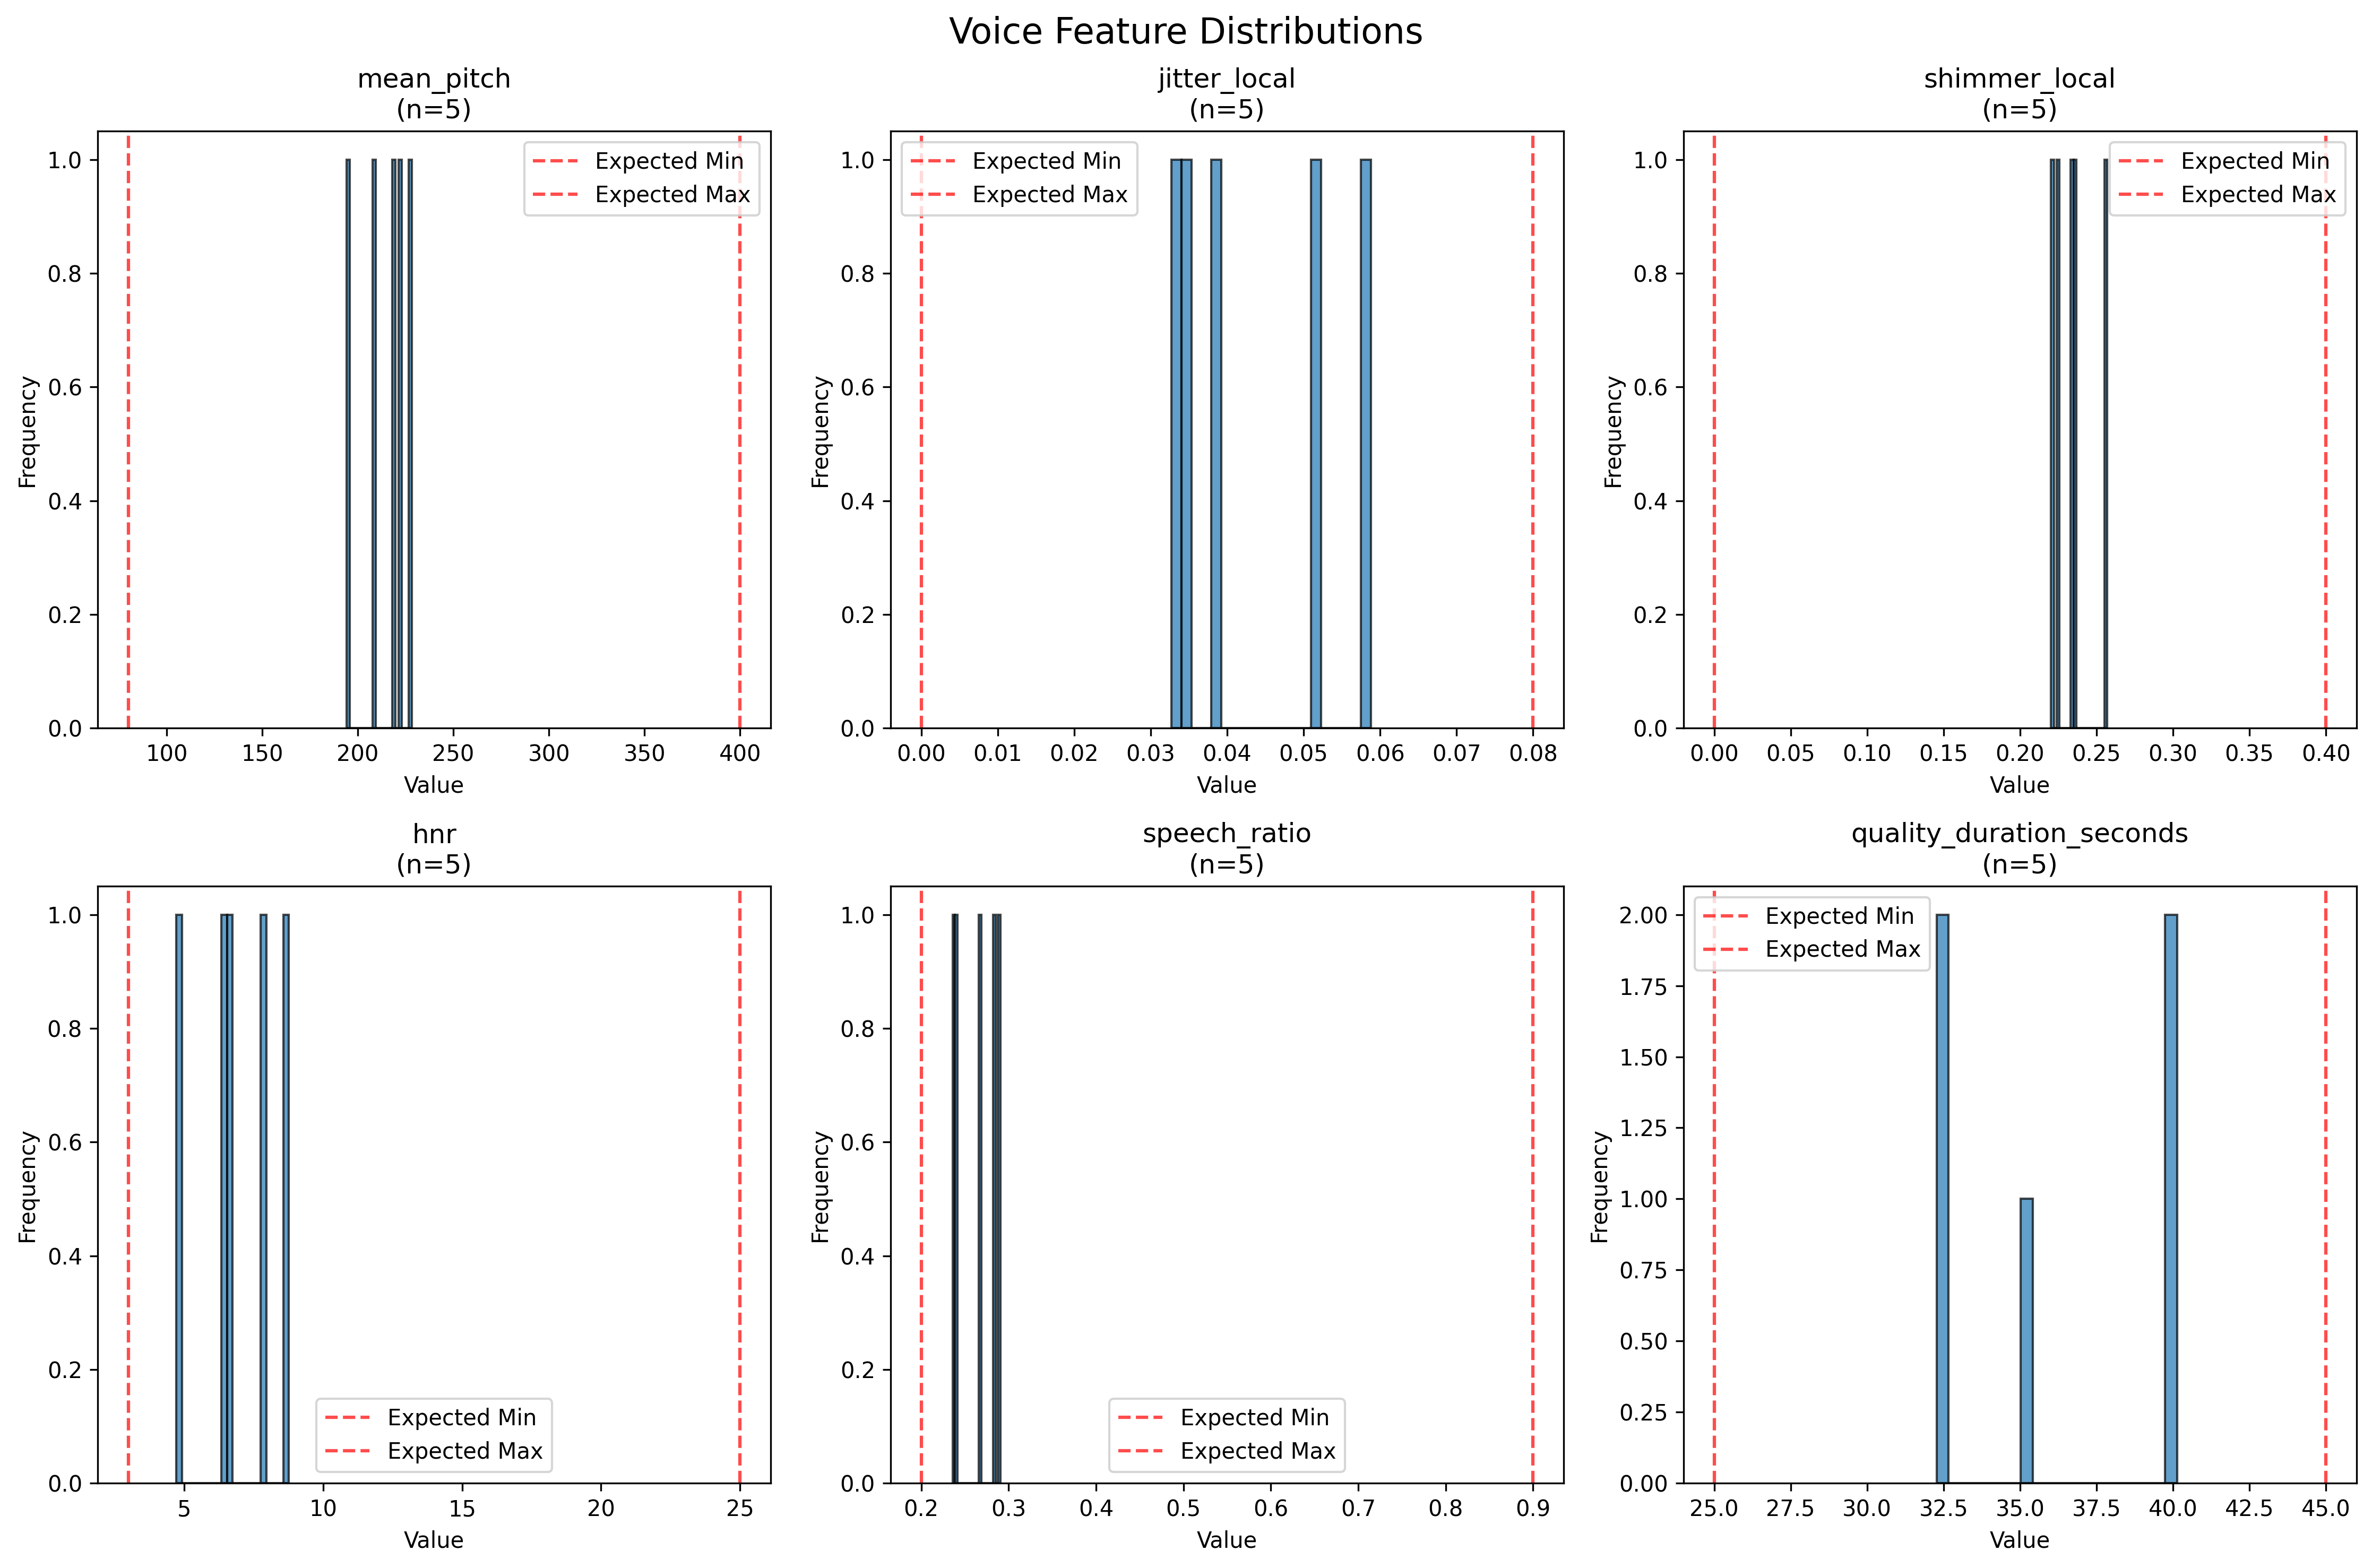 Voice Feature Distributions
mean_pitch
(n=5)
Expected Min
Expected Max
1.0
0.8
0.6
0.4
0.2
0.0
Frequency
100 150 200 250 300 350 400
Value
jitter_local
(n=5)
Expected Min
Expected Max
1.0
0.8
0.6
0.4
0.2
0.0
Frequency
0.00 0.01 0.02 0.03 0.04 0.05 0.06 0.07 0.08
Value
shimmer_local
(n=5)
Expected Min
Expected Max
1.0
0.8
0.6
0.4
0.2
0.0
Frequency
0.00 0.05 0.10 0.15 0.20 0.25 0.30 0.35 0.40
Value
hnr
(n=5)
1.0
0.8
0.6
0.4
0.2
0.0
Frequency
Expected Min
Expected Max
5 10 15 20 25
Value
speech_ratio
(n=5)
1.0
0.8
0.6
0.4
0.2
0.0
Frequency
Expected Min
Expected Max
0.2 0.3 0.4 0.5 0.6 0.7 0.8 0.9
Value
quality_duration_seconds
(n=5)
Expected Min
Expected Max
2.00
1.75
1.50
1.25
1.00
0.75
0.50
0.25
0.00
Frequency
25.0 27.5 30.0 32.5 35.0 37.5 40.0 42.5 45.0
Value